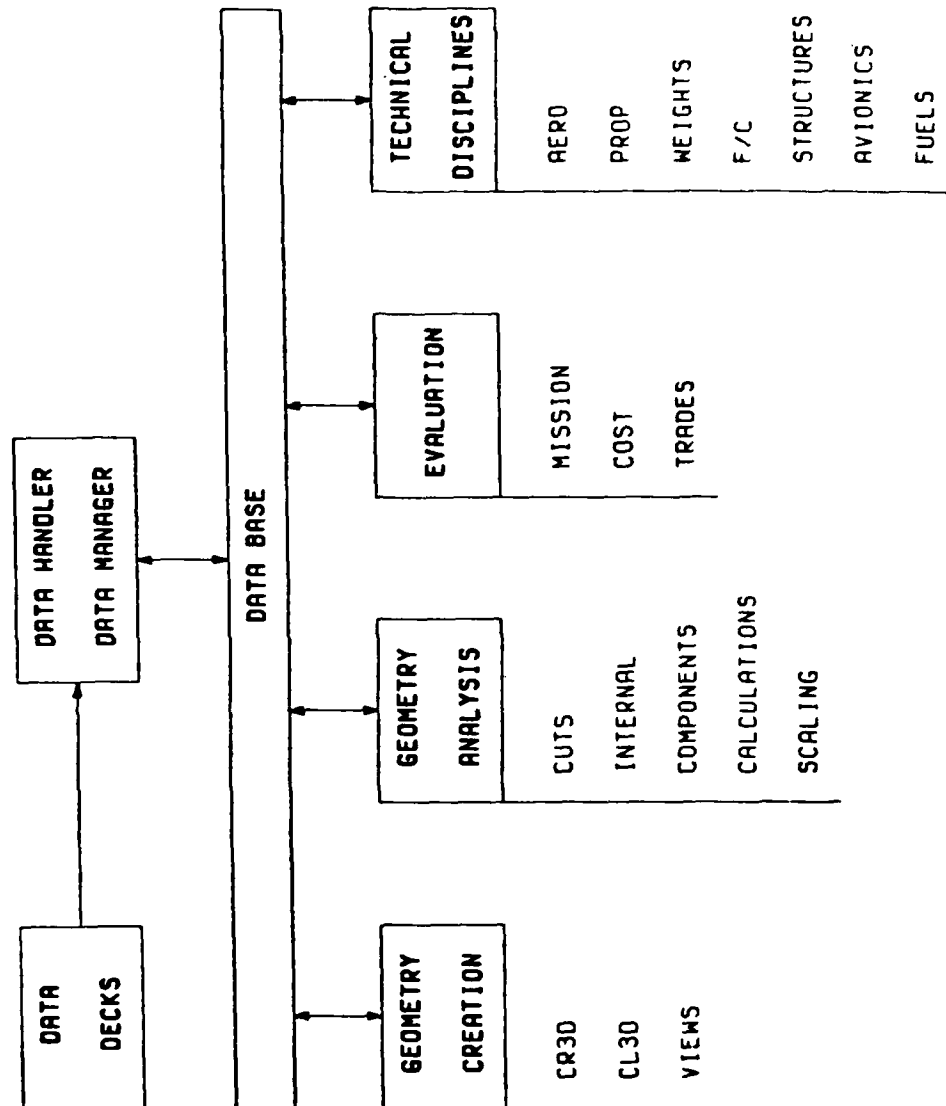 DATA
DECKS
DATA HANDLER
DATA MANAGER
DATA BASE
GEOMETRY
CREATION
CR3D
CL3D
VIEWS
GEOMETRY
ANALYSIS
CUTS
INTERNAL
COMPONENTS
CALCULATIONS
SCALING
EVALUATION
MISSION
COST
TRADES
TECHNICAL
DISCIPLINES
AERO
PROP
WEIGHTS
F/C
STRUCTURES
AVIONICS
FUELS